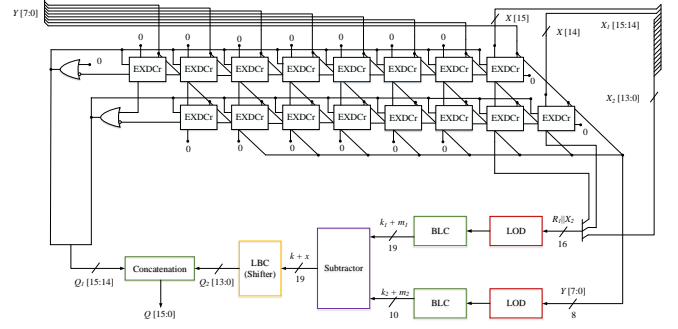 Y [7:0]
X [15]
X [14]
X₁ [15:14]
X₂ [13:0]
0 0 0 0 0 0 0
0
EXDCr EXDCr EXDCr EXDCr EXDCr EXDCr EXDCr EXDCr
0
EXDCr EXDCr EXDCr EXDCr EXDCr EXDCr EXDCr EXDCr
0
0 0 0 0 0 0
R₁||X₂
16
LOD
BLC
k₁ + m₁
19
Subtractor
k + x
19
LBC
(Shifter)
Q₂ [13:0]
Concatenation
Q₁ [15:14]
Q [15:0]
Y [7:0]
8
LOD
BLC
k₂ + m₂
10